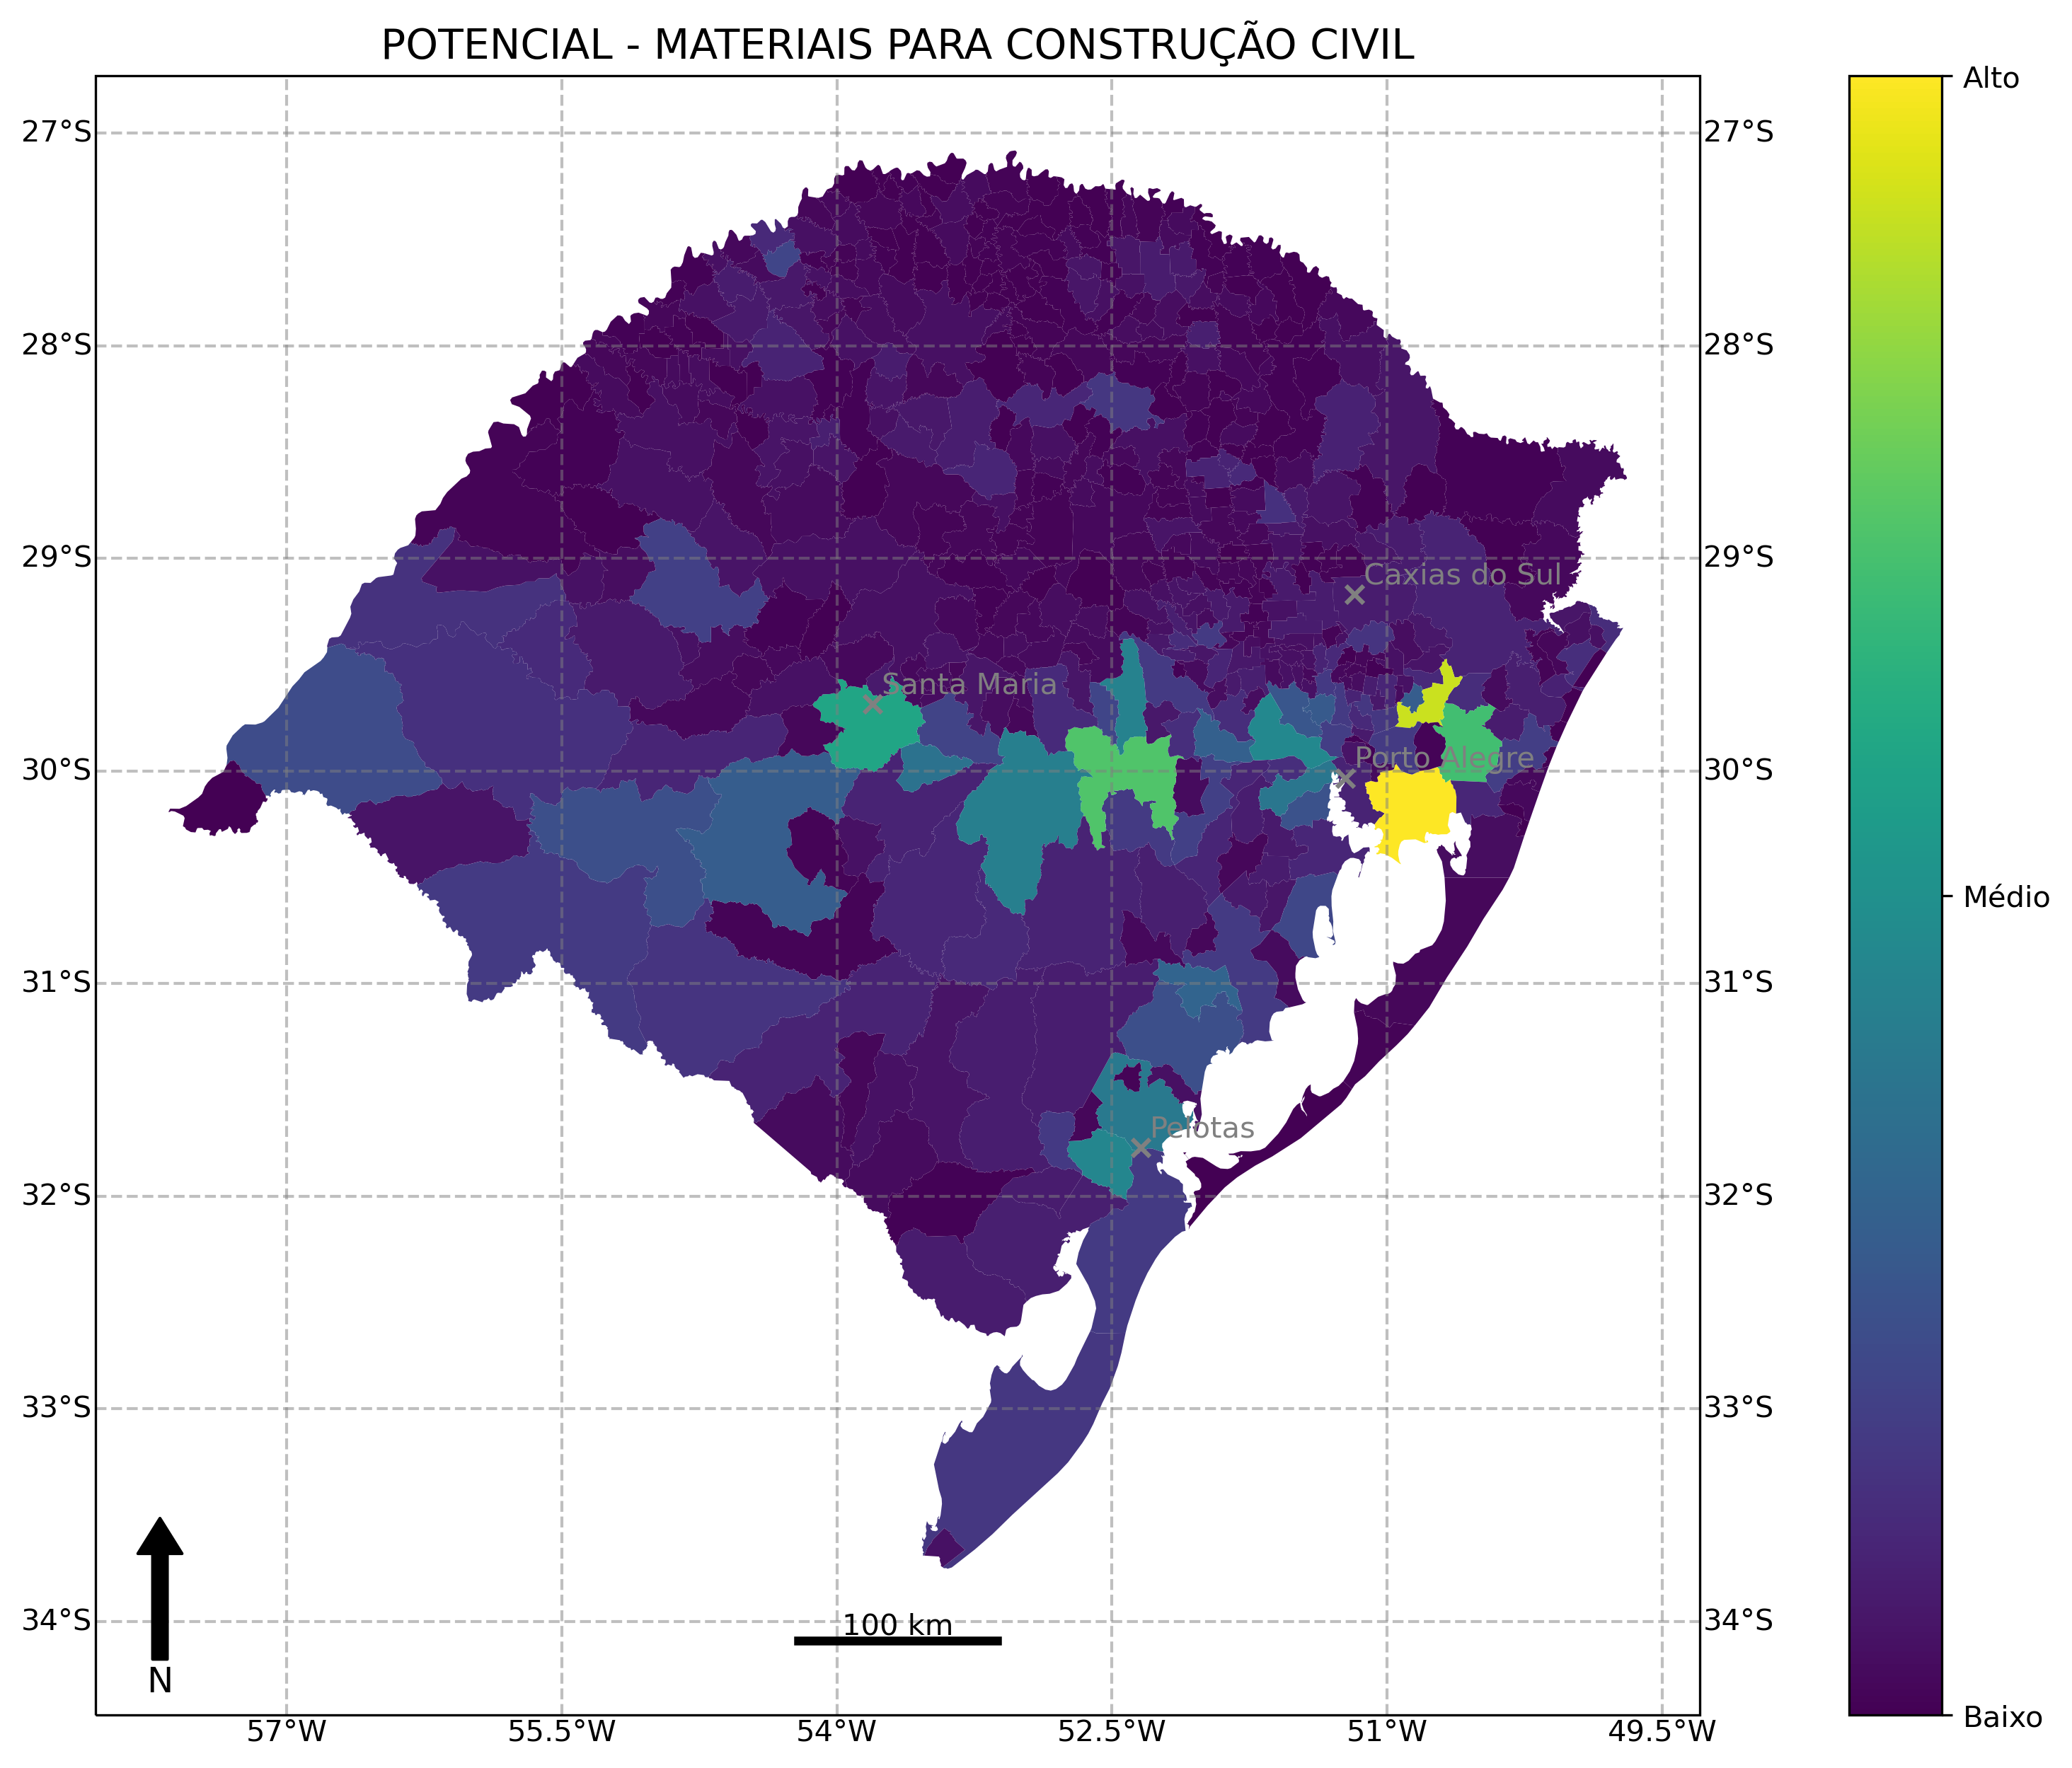 POTENCIAL - MATERIAIS PARA CONSTRUÇÃO CIVIL
Alto
27°S
27°S
28°S
28°S
29°S
29°S
Caxias do Sul
Santa Maria
Porto Alegre
30°S
30°S
Médio
31°S
31°S
Pelotas
32°S
32°S
33°S
33°S
34°S
34°S
100 km
N
Baixo
57°W
55.5°W
54°W
52.5°W
51°W
49.5°W